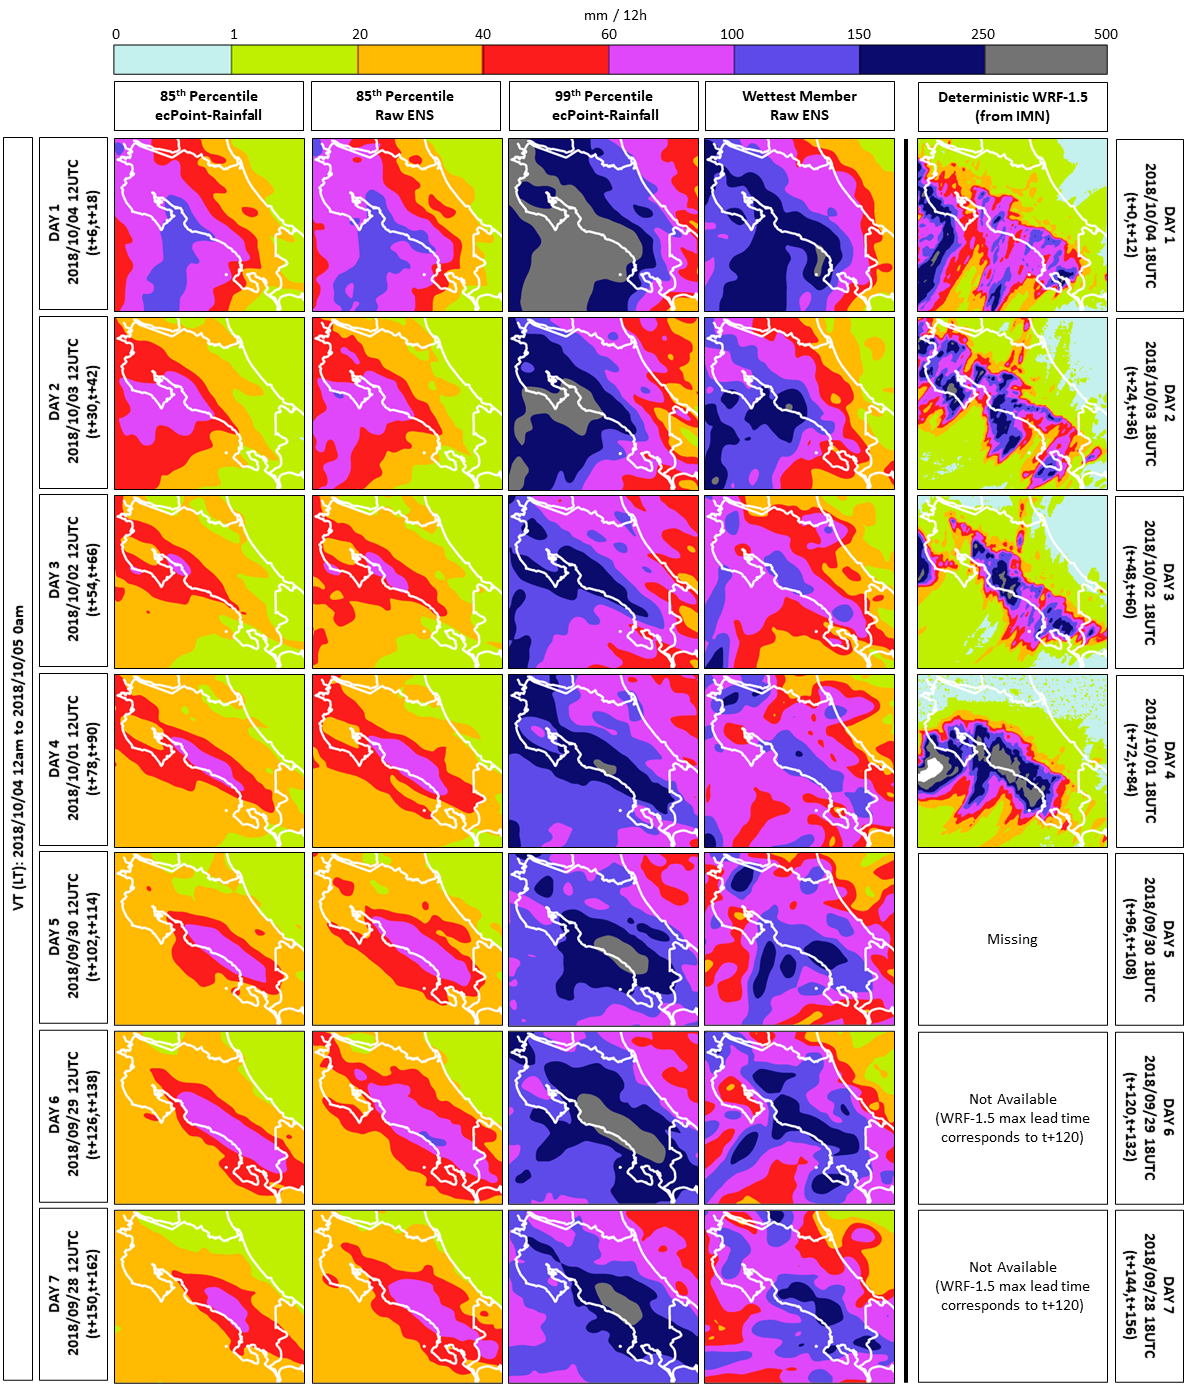 mm / 12h
0 1 20 40 60 100 150 250 500
85th Percentile
ecPoint-Rainfall
85th Percentile
Raw ENS
99th Percentile
ecPoint-Rainfall
Wettest Member
Raw ENS
Deterministic WRF-1.5
(from IMN)
VT (LT): 2018/10/04 12am to 2018/10/05 0am
DAY 1
2018/10/04 12UTC
(t+6,t+18)
DAY 1
2018/10/04 18UTC
(t+0,t+12)
DAY 2
2018/10/03 12UTC
(t+30,t+42)
DAY 2
2018/10/03 18UTC
(t+24,t+36)
DAY 3
2018/10/02 12UTC
(t+54,t+66)
DAY 3
2018/10/02 18UTC
(t+48,t+60)
DAY 4
2018/10/01 12UTC
(t+78,t+90)
DAY 4
2018/10/01 18UTC
(t+72,t+84)
DAY 5
2018/09/30 12UTC
(t+102,t+114)
Missing
DAY 5
2018/09/30 18UTC
(t+96,t+108)
DAY 6
2018/09/29 12UTC
(t+126,t+138)
Not Available
(WRF-1.5 max lead time
corresponds to t+120)
DAY 6
2018/09/29 18UTC
(t+120,t+132)
DAY 7
2018/09/28 12UTC
(t+150,t+162)
Not Available
(WRF-1.5 max lead time
corresponds to t+120)
DAY 7
2018/09/28 18UTC
(t+144,t+156)